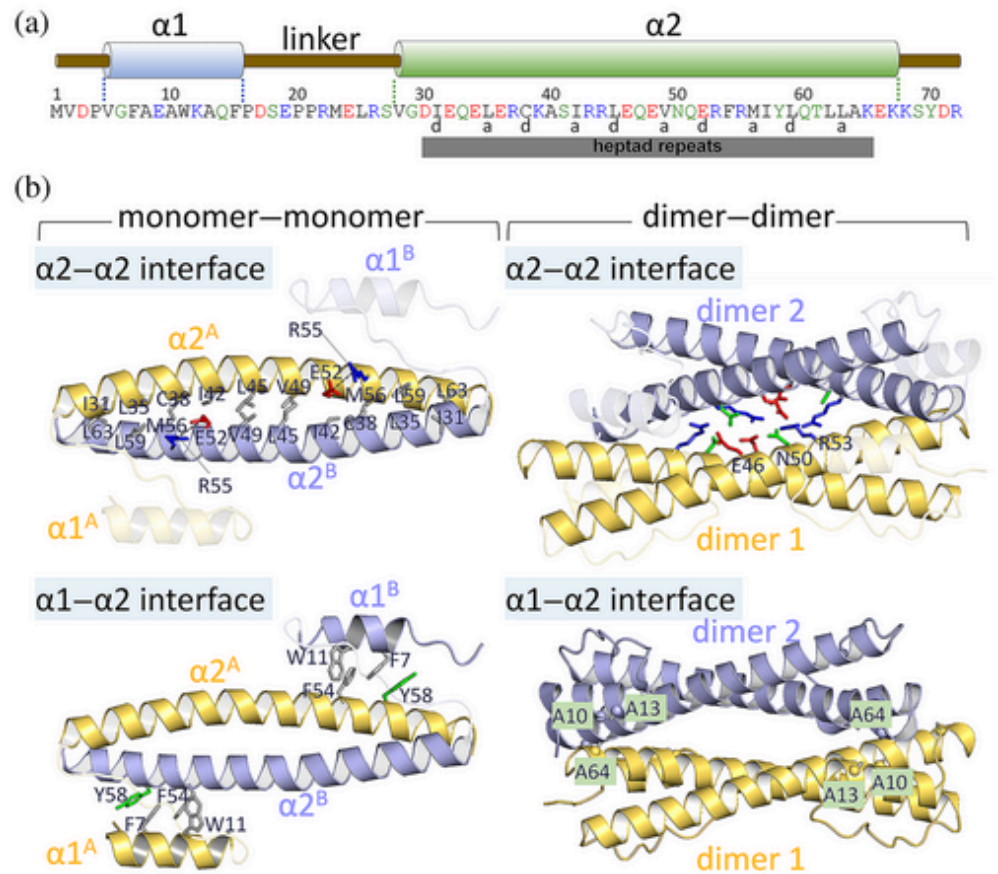 (a)
α1 linker α2
1 10 20 30 40 50 60 70
MVDPVGFAEAWKAQFPDSEPPRMELRSVGDIEQELERCKASIRRLEQEVNQERFRMIYLQTLLAKEKKSYDR
d a d a d a d a d a
heptad repeats
(b)
monomer–monomer
α2–α2 interface
α1B
R55
α2A
E52
I31 L35 C38 I42 L45 V49 M56 L59 L63
L63 L59 M56 E52 V49 L45 I42 C38 L35 I31
R55
α2B
α1A
dimer–dimer
α2–α2 interface
dimer 2
R53
E46 N50
dimer 1
α1–α2 interface
α1B
W11 F7
α2A
F54 Y58
Y58 F54
F7 W11
α2B
α1A
α1–α2 interface
dimer 2
A10 A13 A64
A64 A13 A10
dimer 1